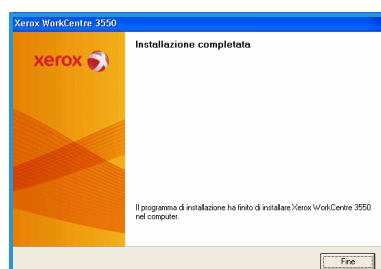 Xerox WorkCentre 3550
xerox
Installazione completata
Il programma di installazione ha finito di installare Xerox WorkCentre 3550
nel computer.
Fine